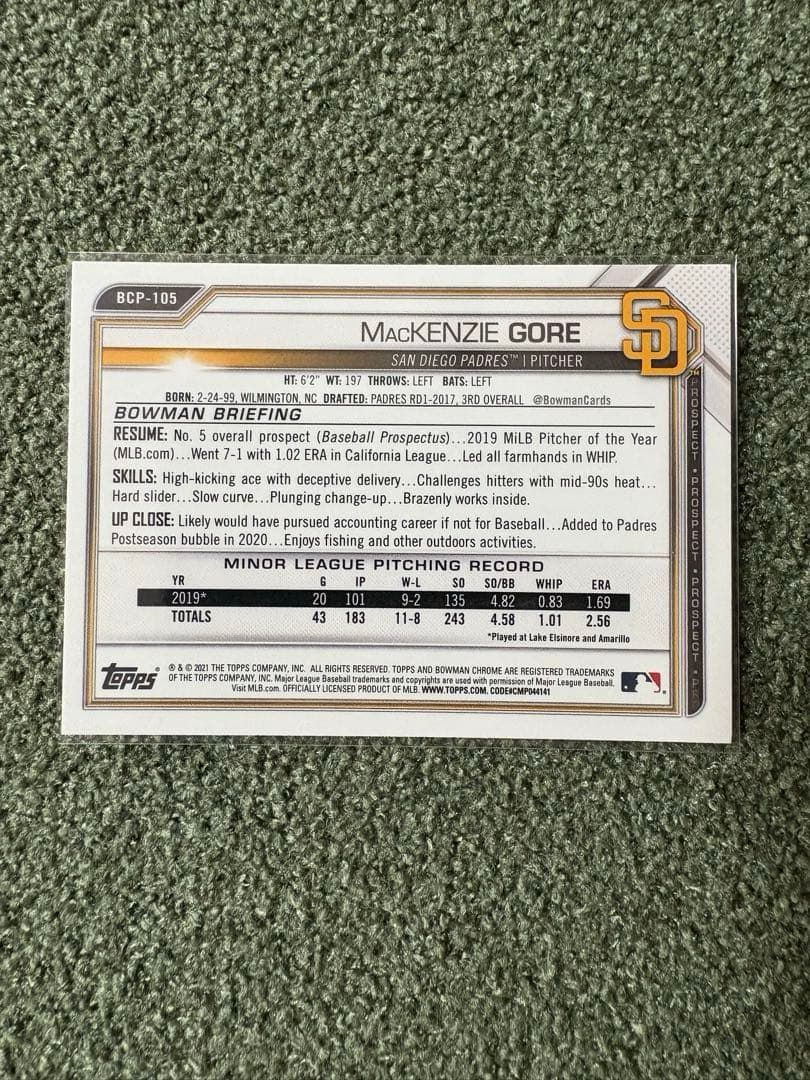 BCP-105
MACKENZIE GORE
SD
SAN DIEGO PADRES™ | PITCHER
HT: 6'2" WT: 197 THROWS: LEFT BATS: LEFT
BORN: 2-24-99, WILMINGTON, NC DRAFTED: PADRES RD1-2017, 3RD OVERALL @BowmanCards
BOWMAN BRIEFING
RESUME: No. 5 overall prospect (Baseball Prospectus)...2019 MiLB Pitcher of the Year
(MLB.com)...Went 7-1 with 1.02 ERA in California League...Led all farmhands in WHIP.
SKILLS: High-kicking ace with deceptive delivery...Challenges hitters with mid-90s heat...
Hard slider...Slow curve...Plunging change-up...Brazenly works inside.
UP CLOSE: Likely would have pursued accounting career if not for Baseball...Added to Padres
Postseason bubble in 2020...Enjoys fishing and other outdoors activities.
MINOR LEAGUE PITCHING RECORD
YR G IP W-L SO SO/BB WHIP ERA
2019* 20 101 9-2 135 4.82 0.83 1.69
TOTALS 43 183 11-8 243 4.58 1.01 2.56
*Played at Lake Elsinore and Amarillo
Topps®
® & © 2021 THE TOPPS COMPANY, INC. ALL RIGHTS RESERVED. TOPPS AND BOWMAN CHROME ARE REGISTERED TRADEMARKS
OF THE TOPPS COMPANY, INC. Major League Baseball trademarks and copyrights are used with permission of Major League Baseball.
Visit MLB.com. OFFICIALLY LICENSED PRODUCT OF MLB. WWW.TOPPS.COM. CODE#CMP044141
PROSPECT • PROSPECT • PROSPECT • PR